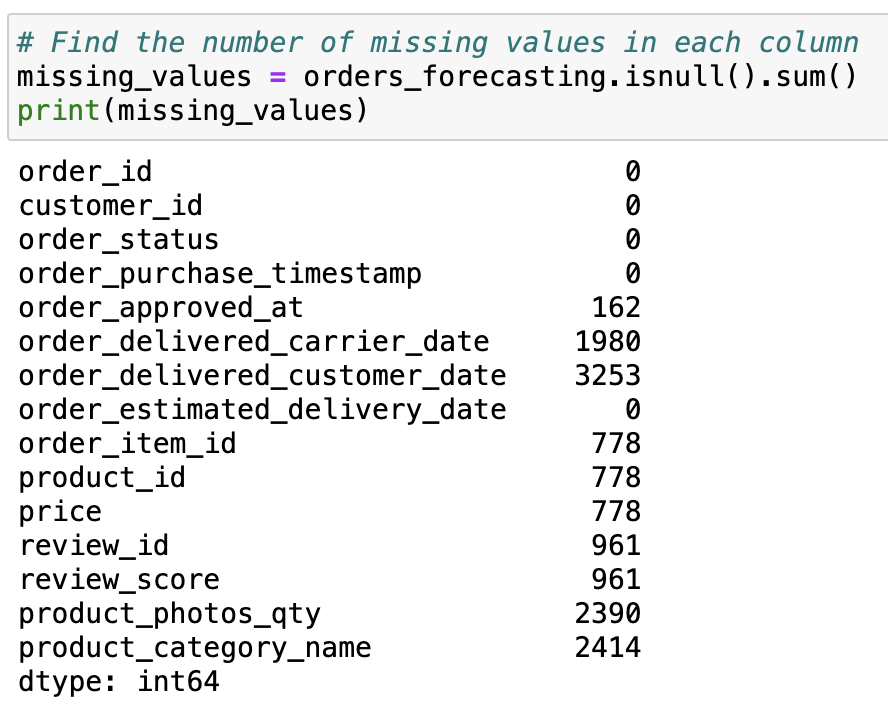 # Find the number of missing values in each column
missing_values = orders_forecasting.isnull().sum()
print(missing_values)
order_id 0
customer_id 0
order_status 0
order_purchase_timestamp 0
order_approved_at 162
order_delivered_carrier_date 1980
order_delivered_customer_date 3253
order_estimated_delivery_date 0
order_item_id 778
product_id 778
price 778
review_id 961
review_score 961
product_photos_qty 2390
product_category_name 2414
dtype: int64